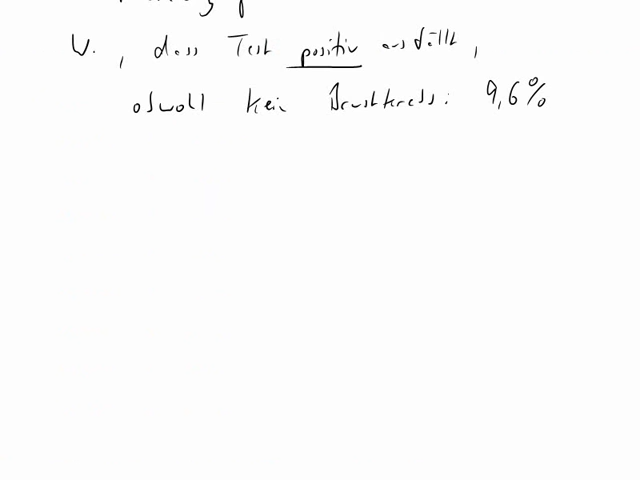 W., dass Test positiv ausfällt,
obwohl kein Brustkrebs: 9,6%